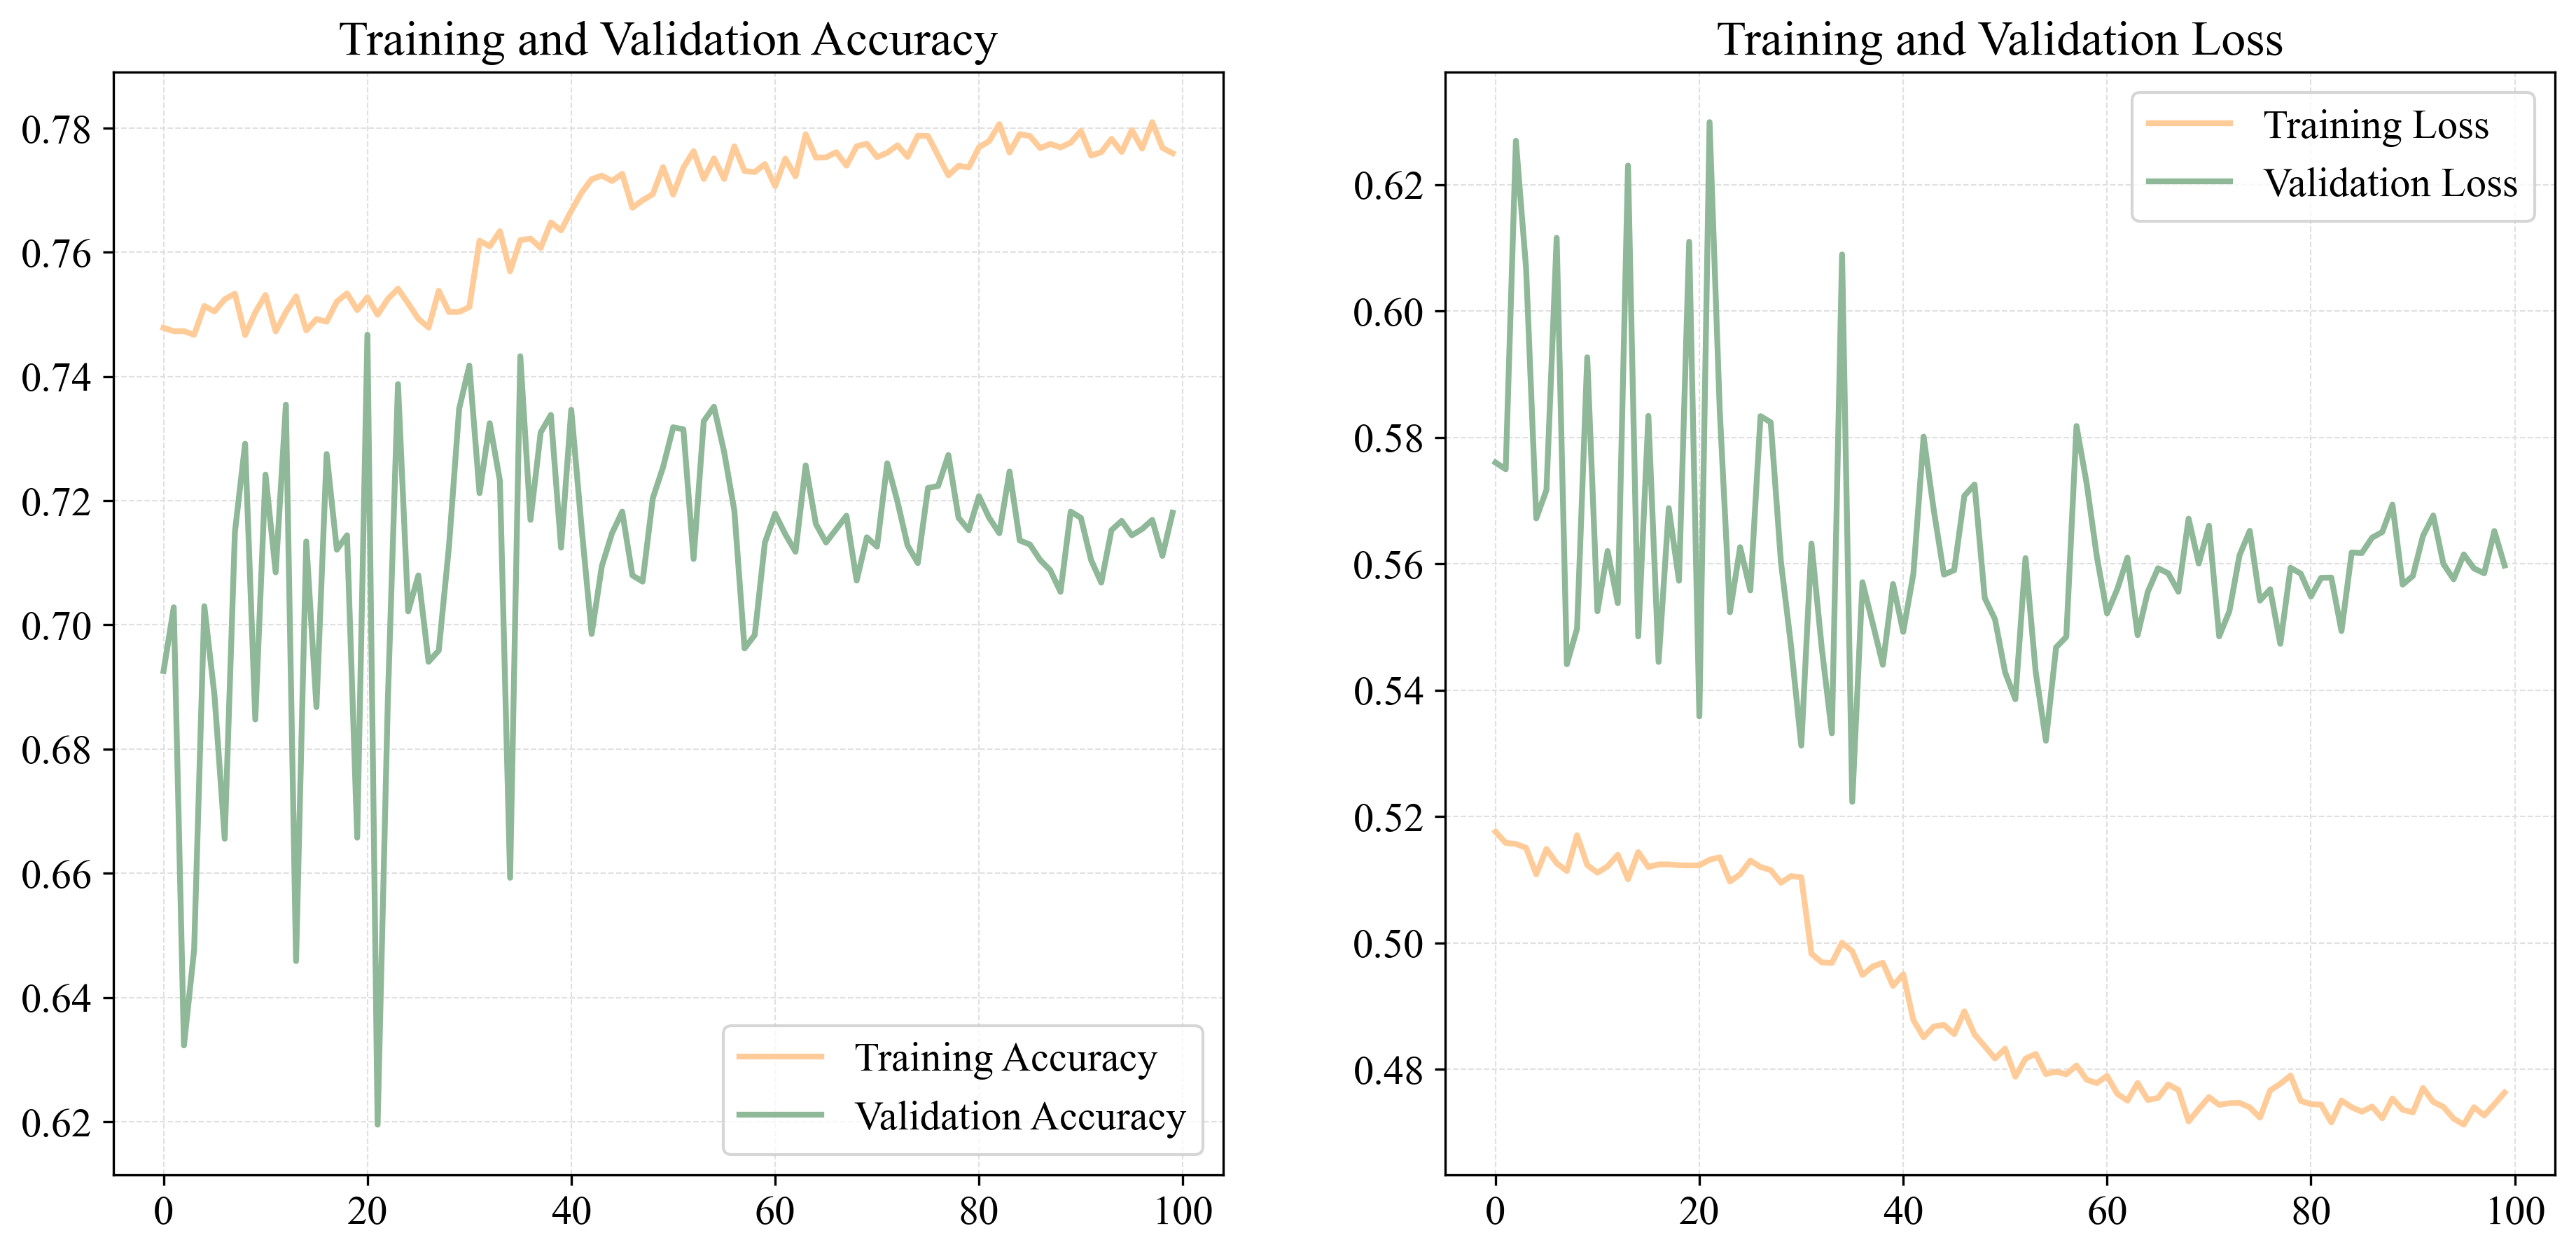 Training and Validation Accuracy
0.78
0.76
0.74
0.72
0.70
0.68
0.66
0.64
0.62
0 20 40 60 80 100
Training Accuracy
Validation Accuracy
Training and Validation Loss
0.62
0.60
0.58
0.56
0.54
0.52
0.50
0.48
0 20 40 60 80 100
Training Loss
Validation Loss